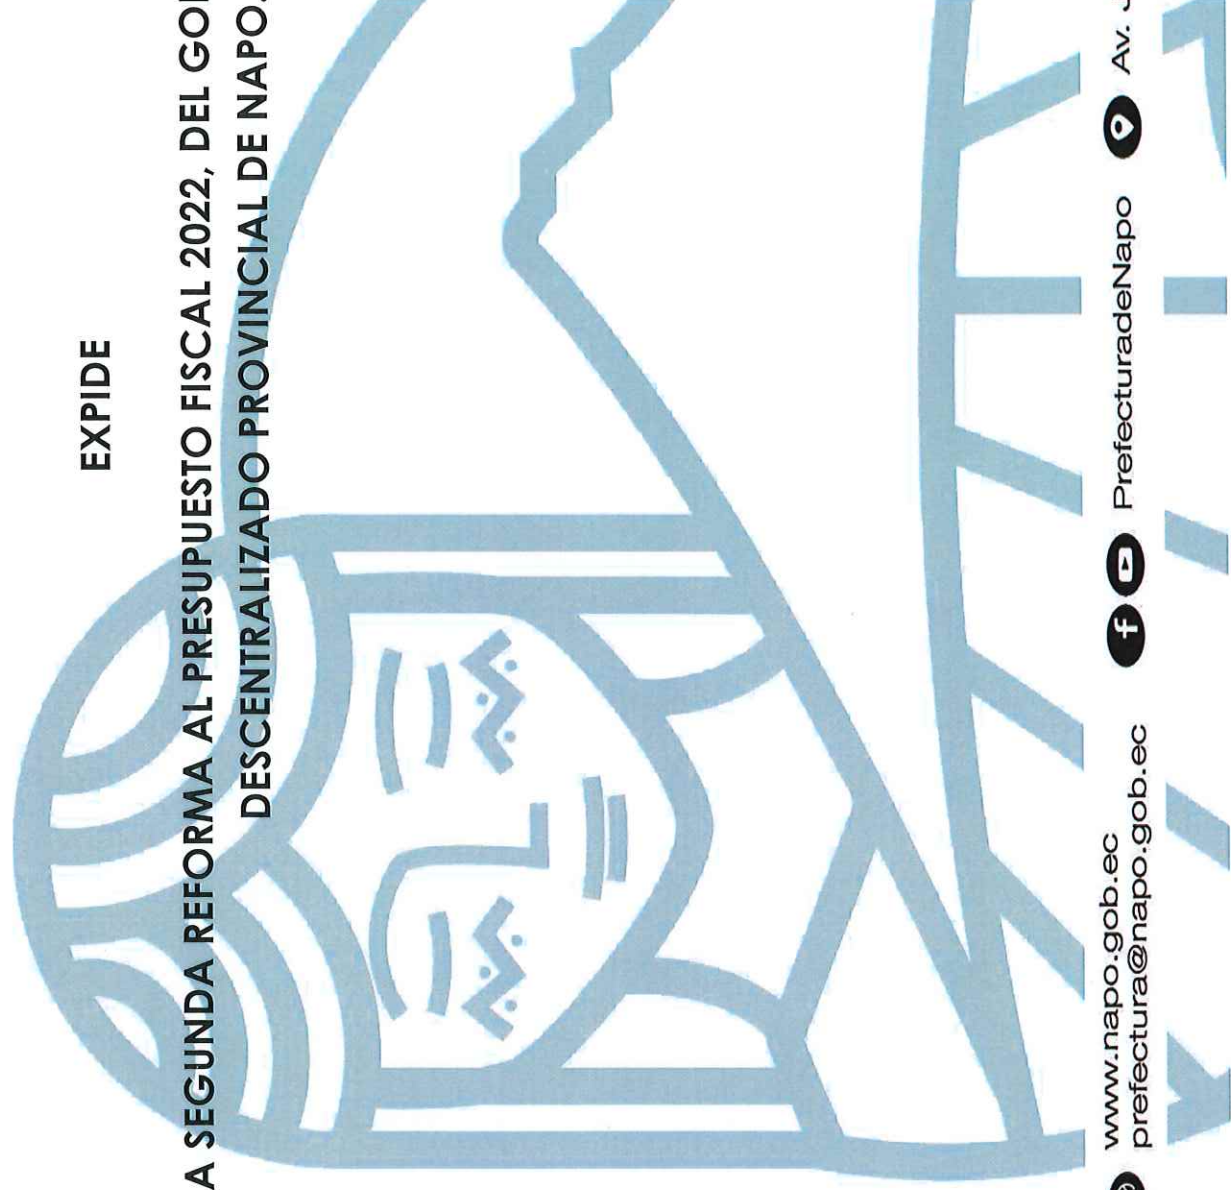 EXPIDE
A SEGUNDA REFORMA AL PRESUPUESTO FISCAL 2022, DEL
DESCENTRALIZADO PROVINCIAL DE NAPO.
www.napo.gob.ec
prefectura@napo.gob.ec
PrefecturadeNapo
Av.